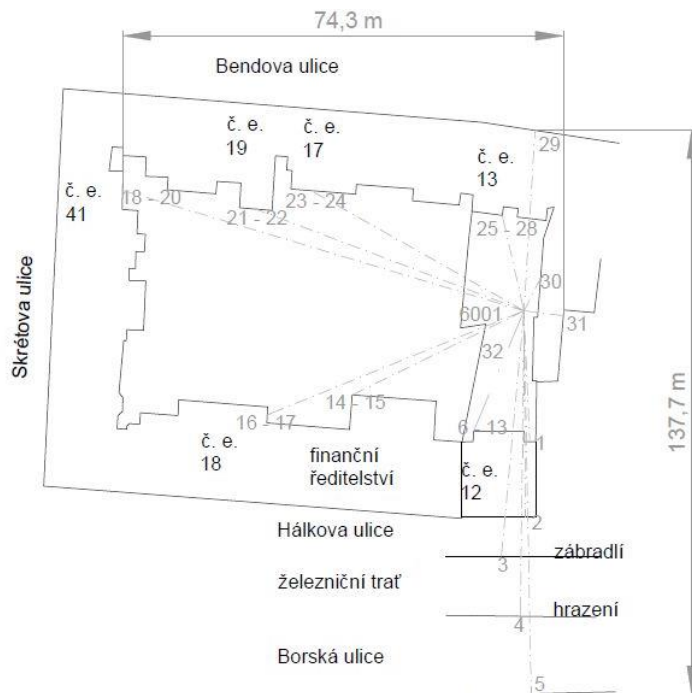 74,3 m
Bendova ulice
29
č. e.
19
č. e.
17
č. e.
13
č. e.
41
18 - 20
21 - 22
23 - 24
25 - 28
30
Skrétova ulice
6001
31
32
137,7 m
14 - 15
16 - 17
6 - 13
1
č. e.
18
finanční
ředitelství
č. e.
12
2
Hálkova ulice
3
zábradlí
železniční trať
hrazení
4
Borská ulice
5